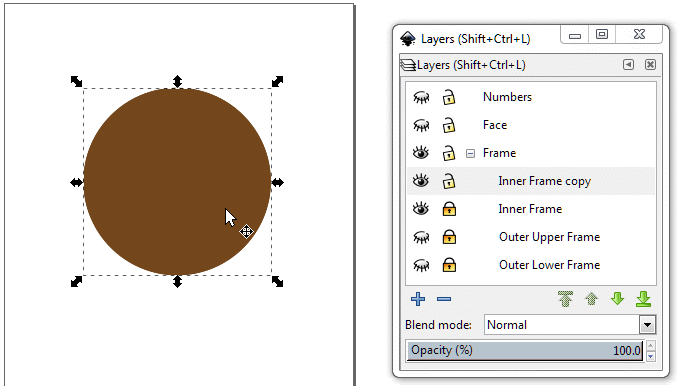 Layers (Shift+Ctrl+L)
Layers (Shift+Ctrl+L)
Numbers
Face
Frame
Inner Frame copy
Inner Frame
Outer Upper Frame
Outer Lower Frame
Blend mode: Normal
Opacity (%) 100.0